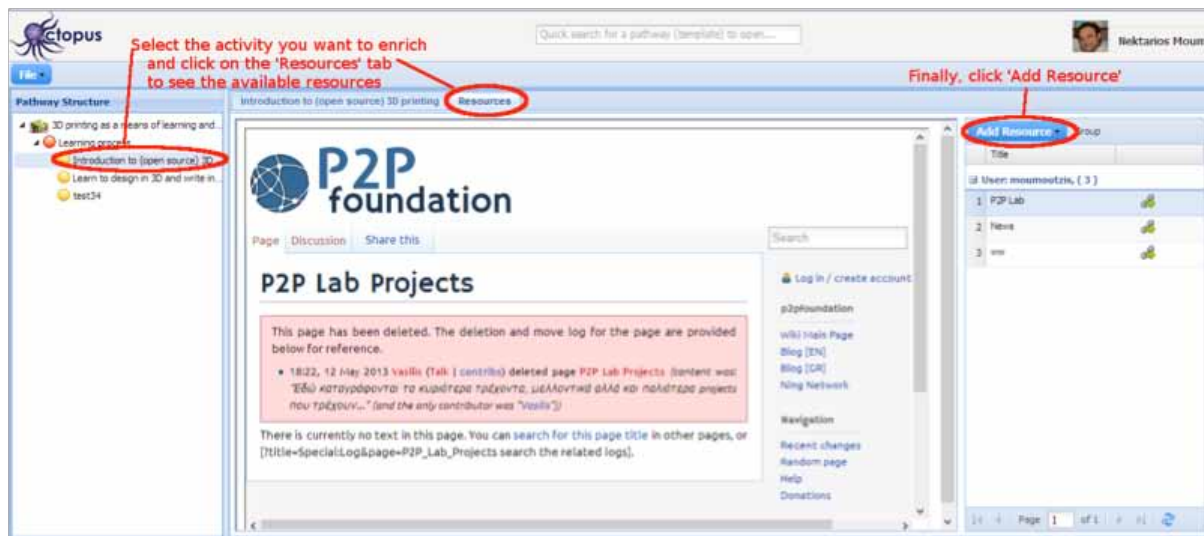 ctopus
Quick search for a pathway (template) to open...
Nektarios Moum
Select the activity you want to enrich
and click on the 'Resources' tab
to see the available resources
Finally, click 'Add Resource'
File
Pathway Structure
Introduction to (open source) 3D printing
Resources
3D printing as a means of learning and...
Learning process
Introduction to (open source) 3D...
Learn to design in 3D and write in...
test34
P2P
foundation
Page Discussion Share this
Search
P2P Lab Projects
This page has been deleted. The deletion and move log for the page are provided
below for reference.
• 18:22, 12 May 2013 Vasilis (Talk | contribs) deleted page P2P Lab Projects (content was:
"Εδώ καταγράφονται τα κυριότερα τρέχοντα, μελλοντικά αλλά και παλιότερα projects
που τρέχουν..." (and the only contributor was "Vasilis"))
There is currently no text in this page. You can search for this page title in other pages, or
[?title=Special:Log&page=P2P_Lab_Projects search the related logs].
Log in / create account
p2pfoundation
Wiki Main Page
Blog [EN]
Blog [GR]
Ning Network
Navigation
Recent changes
Random page
Help
Donations
Add Resource
Group
Title
User: moumoutzis, ( 3 )
1 P2P Lab
2 News
3
Page 1 of 1